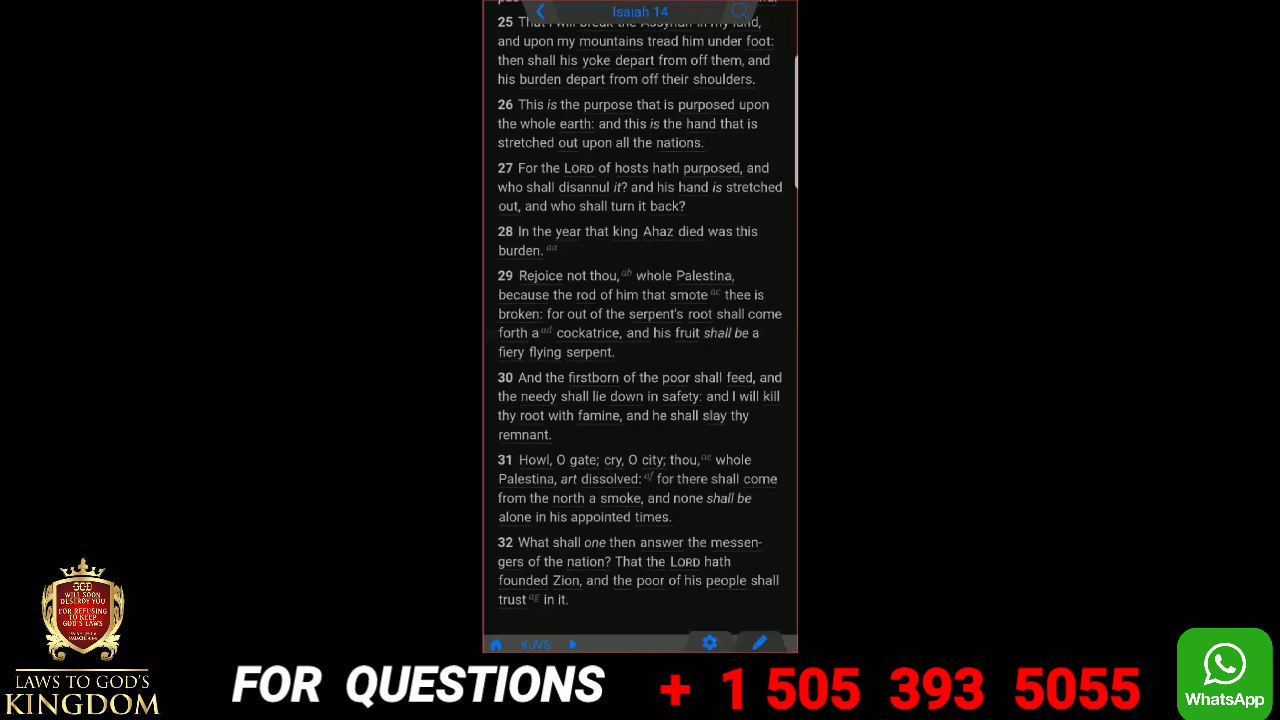 Isaiah 14
25 That I will break the Assyrian in my land,
and upon my mountains tread him under foot:
then shall his yoke depart from off them, and
his burden depart from off their shoulders.
26 This is the purpose that is purposed upon
the whole earth: and this is the hand that is
stretched out upon all the nations.
27 For the LORD of hosts hath purposed, and
who shall disannul it? and his hand is stretched
out, and who shall turn it back?
28 In the year that king Ahaz died was this
burden. aa
29 Rejoice not thou, ab whole Palestina,
because the rod of him that smote ac thee is
broken: for out of the serpent's root shall come
forth a ad cockatrice, and his fruit shall be a
fiery flying serpent.
30 And the firstborn of the poor shall feed, and
the needy shall lie down in safety: and I will kill
thy root with famine, and he shall slay thy
remnant.
31 Howl, O gate; cry, O city; thou, ae whole
Palestina, art dissolved: af for there shall come
from the north a smoke, and none shall be
alone in his appointed times.
32 What shall one then answer the messen-
gers of the nation? That the LORD hath
founded Zion, and the poor of his people shall
trust ag in it.
KJVS
GOD
WILL SOON
DESTROY YOU
FOR REFUSING
TO KEEP
GOD'S LAWS
LAWS TO GOD'S
KINGDOM
FOR QUESTIONS + 1 505 393 5055
WhatsApp